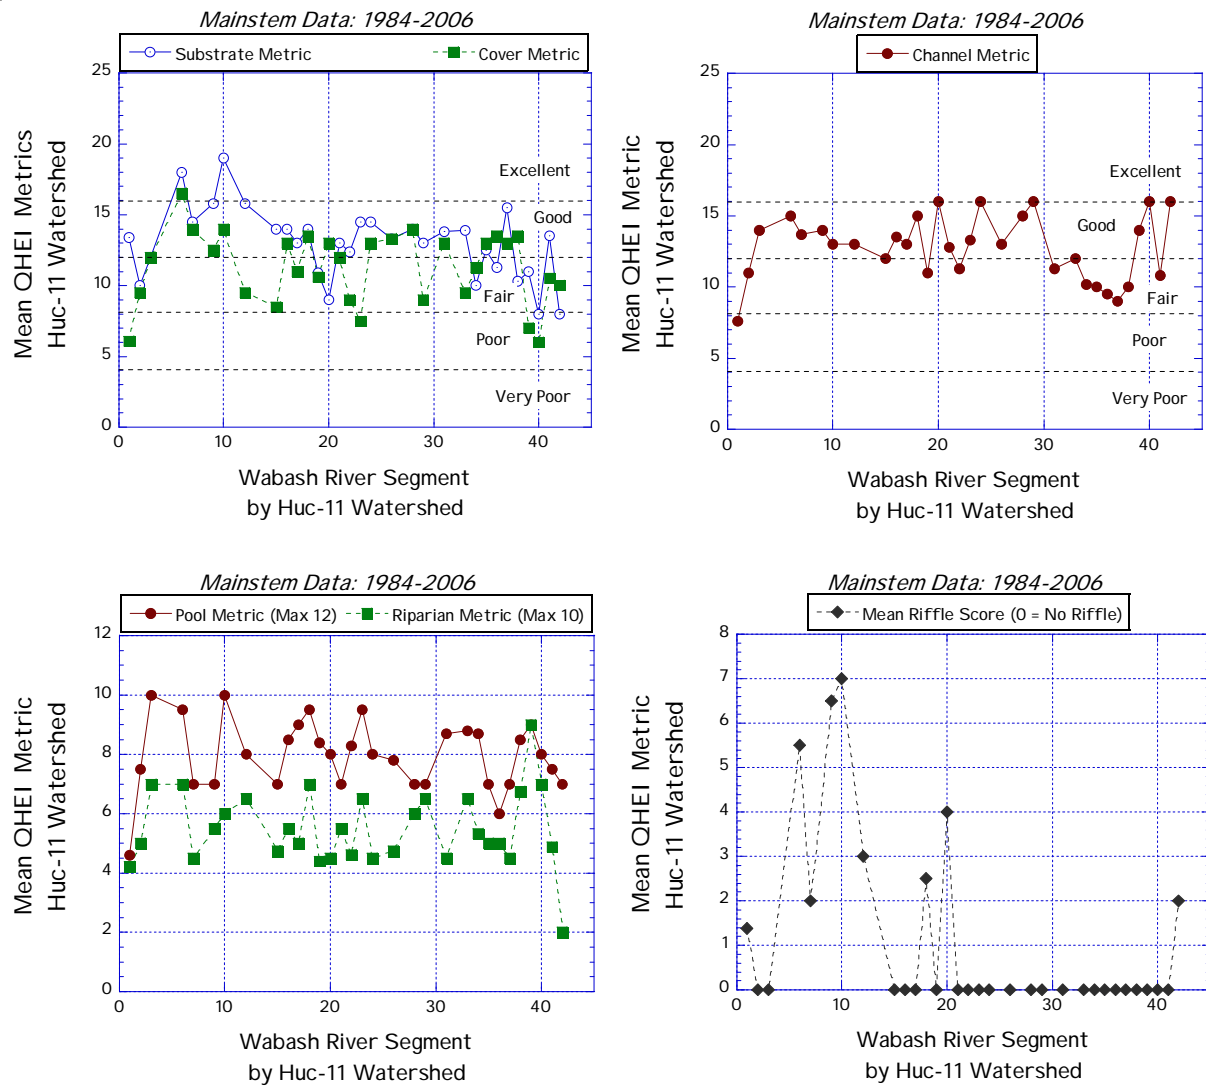 Mainstem Data: 1984-2006
Substrate Metric
Cover Metric
25
20
15
10
5
0
Mean QHEI Metrics
Huc-11 Watershed
Excellent
Good
Fair
Poor
Very Poor
0 10 20 30 40
Wabash River Segment
by Huc-11 Watershed
Mainstem Data: 1984-2006
Channel Metric
25
20
15
10
5
0
Mean QHEI Metric
Huc-11 Watershed
Excellent
Good
Fair
Poor
Very Poor
0 10 20 30 40
Wabash River Segment
by Huc-11 Watershed
Mainstem Data: 1984-2006
Pool Metric (Max 12) Riparian Metric (Max 10)
12
10
8
6
4
2
0
Mean QHEI Metric
Huc-11 Watershed
0 10 20 30 40
Wabash River Segment
by Huc-11 Watershed
Mainstem Data: 1984-2006
Mean Riffle Score (0 = No Riffle)
8
7
6
5
4
3
2
1
0
Mean QHEI Metric
Huc-11 Watershed
0 10 20 30 40
Wabash River Segment
by Huc-11 Watershed